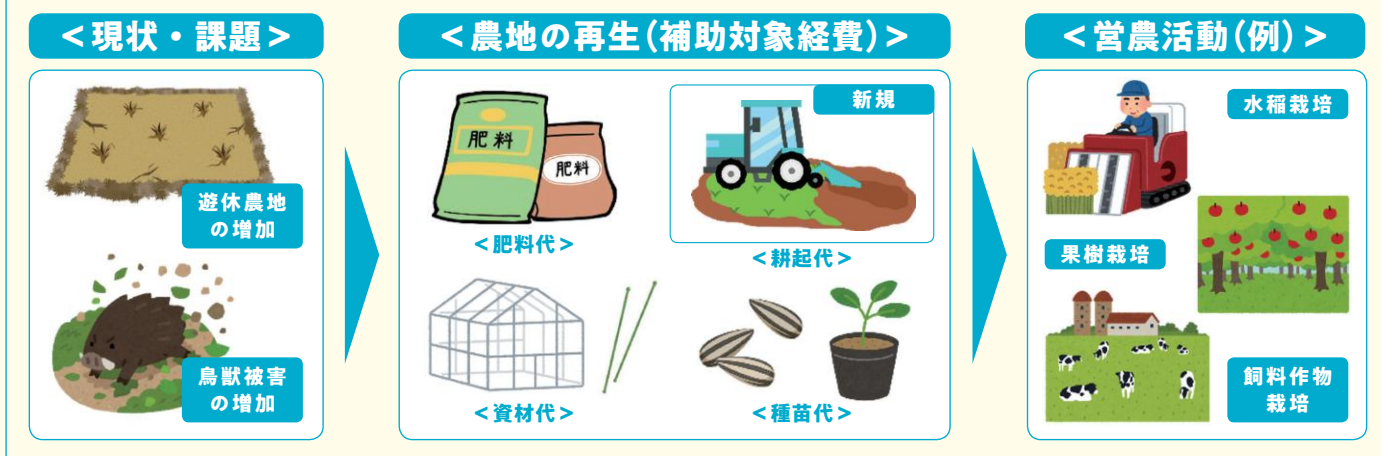 ＜現状・課題＞
遊休農地
の増加
鳥獣被害
の増加
＜農地の再生（補助対象経費）＞
肥料
肥料
＜肥料代＞
新規
＜耕起代＞
＜資材代＞
＜種苗代＞
＜営農活動（例）＞
水稲栽培
果樹栽培
飼料作物
栽培